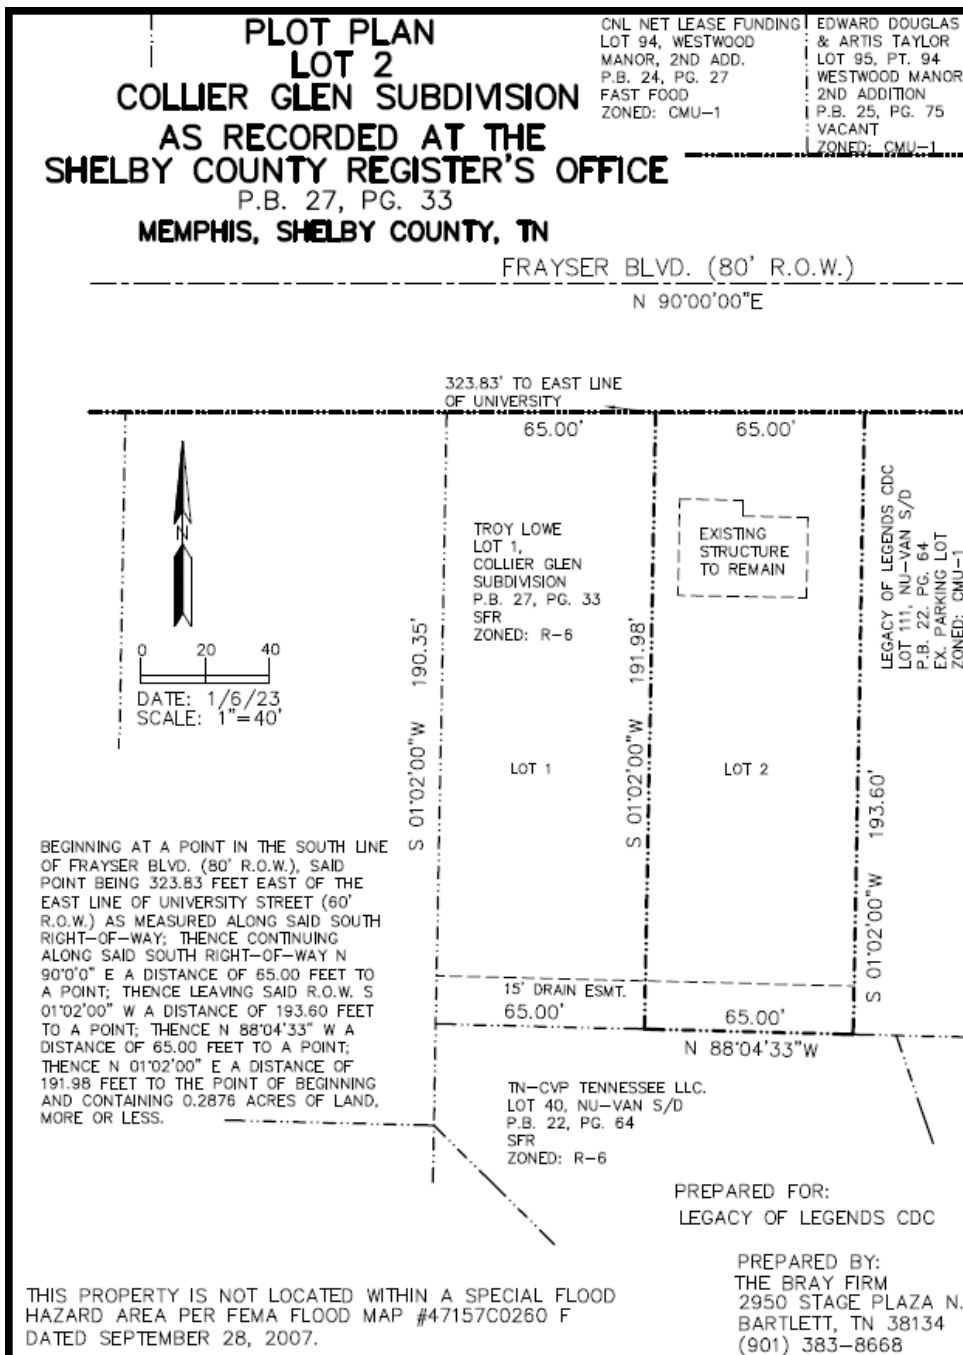 PLOT PLAN
LOT 2
COLLIER GLEN SUBDIVISION
AS RECORDED AT THE
SHELBY COUNTY REGISTER'S OFFICE
P.B. 27, PG. 33
MEMPHIS, SHELBY COUNTY, TN
CNL NET LEASE FUNDING
LOT 94, WESTWOOD
MANOR, 2ND ADD.
P.B. 24, PG. 27
FAST FOOD
ZONED: CMU-1
EDWARD DOUGLAS
& ARTIS TAYLOR
LOT 95, PT. 94
WESTWOOD MANOR
2ND ADDITION
P.B. 25, PG. 75
VACANT
ZONED: CMU-1
FRAYSER BLVD. (80' R.O.W.)
N 90°00'00"E
323.83' TO EAST LINE
OF UNIVERSITY
65.00'
65.00'
N
0 20 40
DATE: 1/6/23
SCALE: 1"=40'
TROY LOWE
LOT 1,
COLLIER GLEN
SUBDIVISION
P.B. 27, PG. 33
SFR
ZONED: R-6
EXISTING
STRUCTURE
TO REMAIN
LEGACY OF LEGENDS CDC
LOT 111, NU-VAN S/D
P.B. 22, PG. 64
EX. PARKING LOT
ZONED: CMU-1
S 01°02'00"W 190.35'
S 01°02'00"W 191.98'
S 01°02'00"W 193.60'
LOT 1
LOT 2
BEGINNING AT A POINT IN THE SOUTH LINE
OF FRAYSER BLVD. (80' R.O.W.), SAID
POINT BEING 323.83 FEET EAST OF THE
EAST LINE OF UNIVERSITY STREET (60'
R.O.W.) AS MEASURED ALONG SAID SOUTH
RIGHT-OF-WAY; THENCE CONTINUING
ALONG SAID SOUTH RIGHT-OF-WAY N
90°0'0" E A DISTANCE OF 65.00 FEET TO
A POINT; THENCE LEAVING SAID R.O.W. S
01°02'00" W A DISTANCE OF 193.60 FEET
TO A POINT; THENCE N 88°04'33" W A
DISTANCE OF 65.00 FEET TO A POINT;
THENCE N 01°02'00" E A DISTANCE OF
191.98 FEET TO THE POINT OF BEGINNING
AND CONTAINING 0.2876 ACRES OF LAND,
MORE OR LESS.
15' DRAIN ESMT.
65.00'
65.00'
N 88°04'33"W
TN-CVP TENNESSEE LLC.
LOT 40, NU-VAN S/D
P.B. 22, PG. 64
SFR
ZONED: R-6
PREPARED FOR:
LEGACY OF LEGENDS CDC
PREPARED BY:
THE BRAY FIRM
2950 STAGE PLAZA N.
BARTLETT, TN 38134
(901) 383-8668
THIS PROPERTY IS NOT LOCATED WITHIN A SPECIAL FLOOD
HAZARD AREA PER FEMA FLOOD MAP #47157C0260 F
DATED SEPTEMBER 28, 2007.